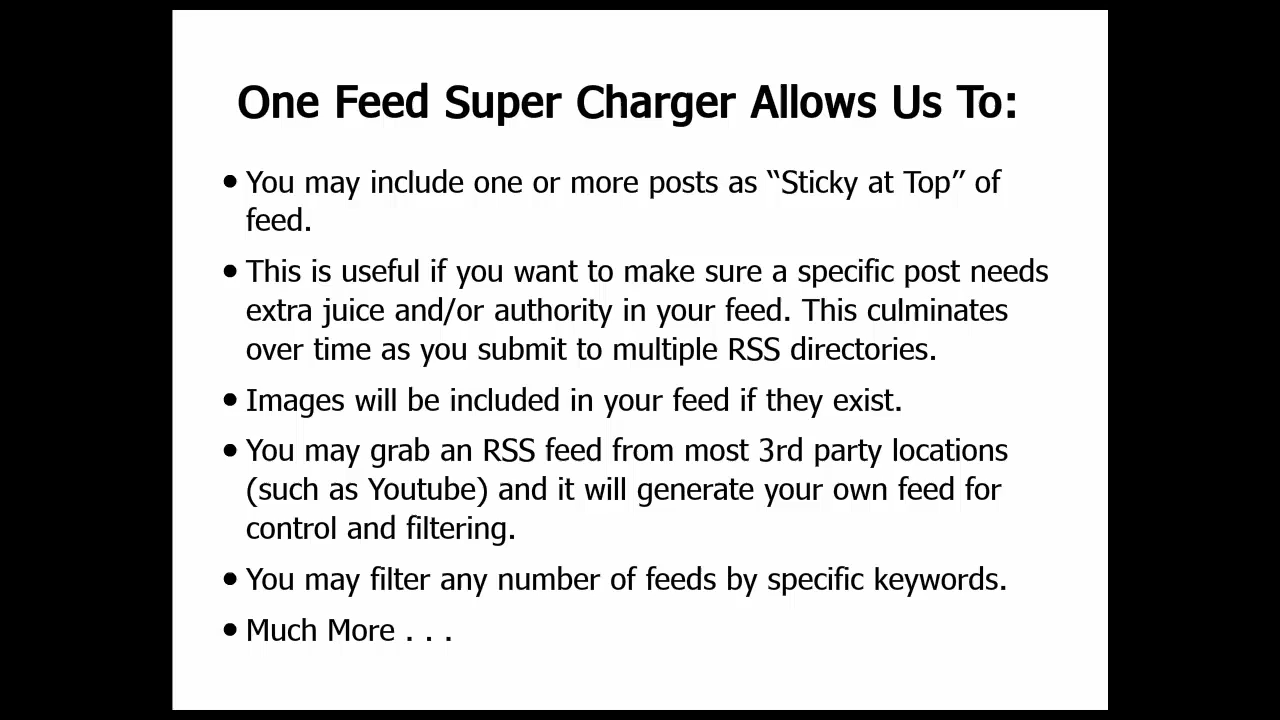 One Feed Super Charger Allows Us To:
• You may include one or more posts as “Sticky at Top” of
feed.
• This is useful if you want to make sure a specific post needs
extra juice and/or authority in your feed. This culminates
over time as you submit to multiple RSS directories.
• Images will be included in your feed if they exist.
• You may grab an RSS feed from most 3rd party locations
(such as Youtube) and it will generate your own feed for
control and filtering.
• You may filter any number of feeds by specific keywords.
• Much More . . .